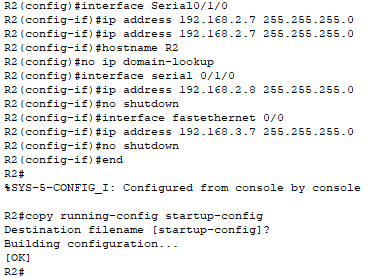 R2(config)#interface Serial0/1/0
R2(config-if)#ip address 192.168.2.7 255.255.255.0
R2(config-if)#ip address 192.168.2.7 255.255.255.0
R2(config-if)#hostname R2
R2(config)#no ip domain-lookup
R2(config)#interface serial 0/1/0
R2(config-if)#ip address 192.168.2.8 255.255.255.0
R2(config-if)#no shutdown
R2(config-if)#interface fastethernet 0/0
R2(config-if)#ip address 192.168.3.7 255.255.255.0
R2(config-if)#no shutdown
R2(config-if)#end
R2#
%SYS-5-CONFIG_I: Configured from console by console
R2#copy running-config startup-config
Destination filename [startup-config]?
Building configuration...
[OK]
R2#